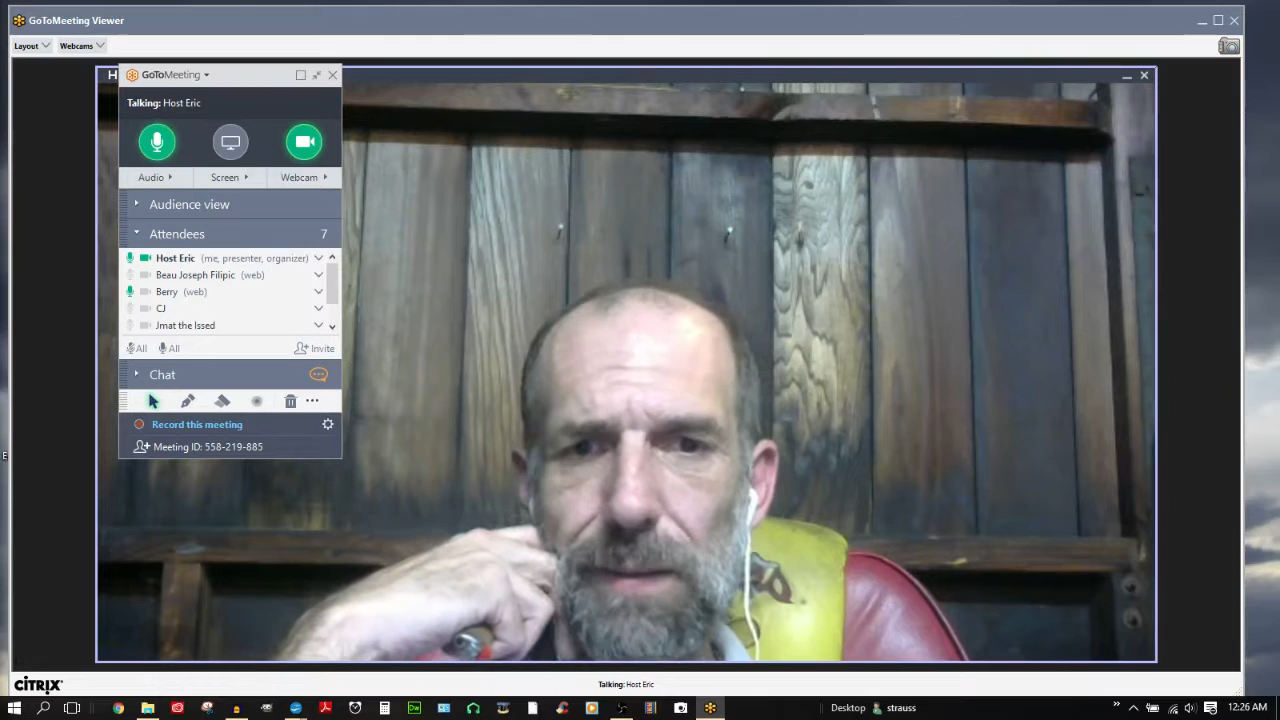 GoToMeeting Viewer
Layout Webcams
H
GoToMeeting
Talking: Host Eric
Audio Screen Webcam
Audience view
Attendees 7
Host Eric (me, presenter, organizer)
Beau Joseph Filipic (web)
Berry (web)
CJ
Jmat the Issed
All All Invite
Chat
Record this meeting
Meeting ID: 558-219-885
E
CITRIX Talking: Host Eric
Dw Desktop strauss 12:26 AM